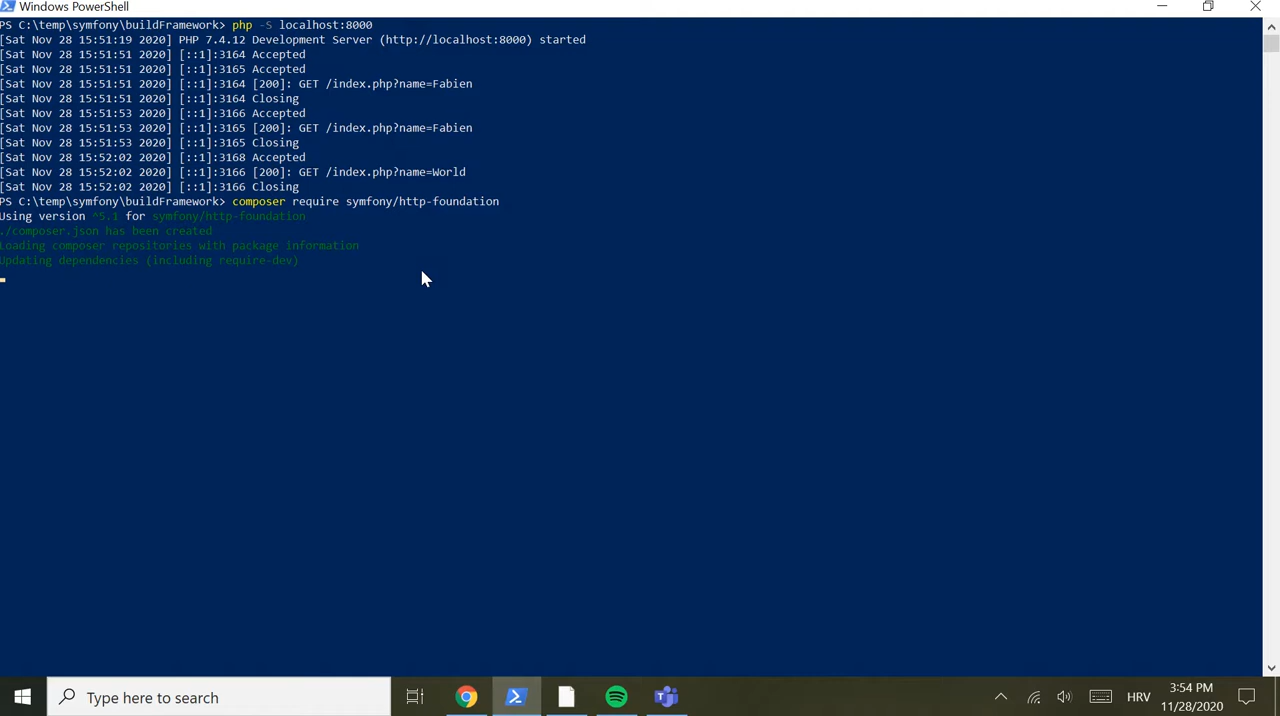 Windows PowerShell
PS C:\temp\symfony\buildFramework> php -S localhost:8000
[Sat Nov 28 15:51:19 2020] PHP 7.4.12 Development Server (http://localhost:8000) started
[Sat Nov 28 15:51:51 2020] [::1]:3164 Accepted
[Sat Nov 28 15:51:51 2020] [::1]:3165 Accepted
[Sat Nov 28 15:51:51 2020] [::1]:3164 [200]: GET /index.php?name=Fabien
[Sat Nov 28 15:51:51 2020] [::1]:3164 Closing
[Sat Nov 28 15:51:53 2020] [::1]:3166 Accepted
[Sat Nov 28 15:51:53 2020] [::1]:3165 [200]: GET /index.php?name=Fabien
[Sat Nov 28 15:51:53 2020] [::1]:3165 Closing
[Sat Nov 28 15:52:02 2020] [::1]:3168 Accepted
[Sat Nov 28 15:52:02 2020] [::1]:3166 [200]: GET /index.php?name=World
[Sat Nov 28 15:52:02 2020] [::1]:3166 Closing
PS C:\temp\symfony\buildFramework> composer require symfony/http-foundation
Using version ^5.1 for symfony/http-foundation
./composer.json has been created
Loading composer repositories with package information
Updating dependencies (including require-dev)
Type here to search
HRV
3:54 PM
11/28/2020